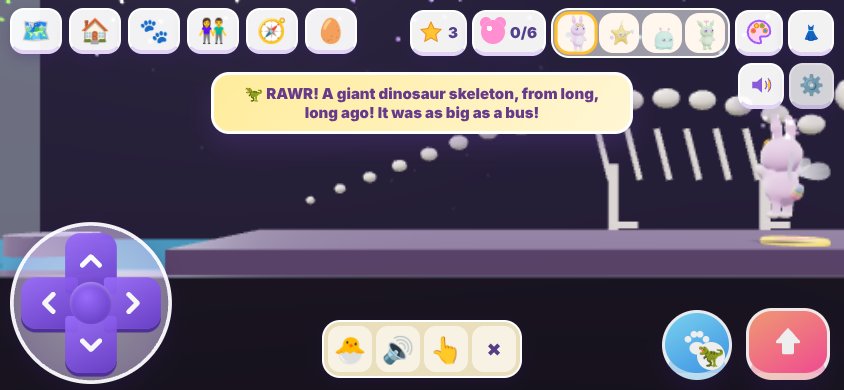 3
0/6
🦖 RAWR! A giant dinosaur skeleton, from long,
long ago! It was as big as a bus!